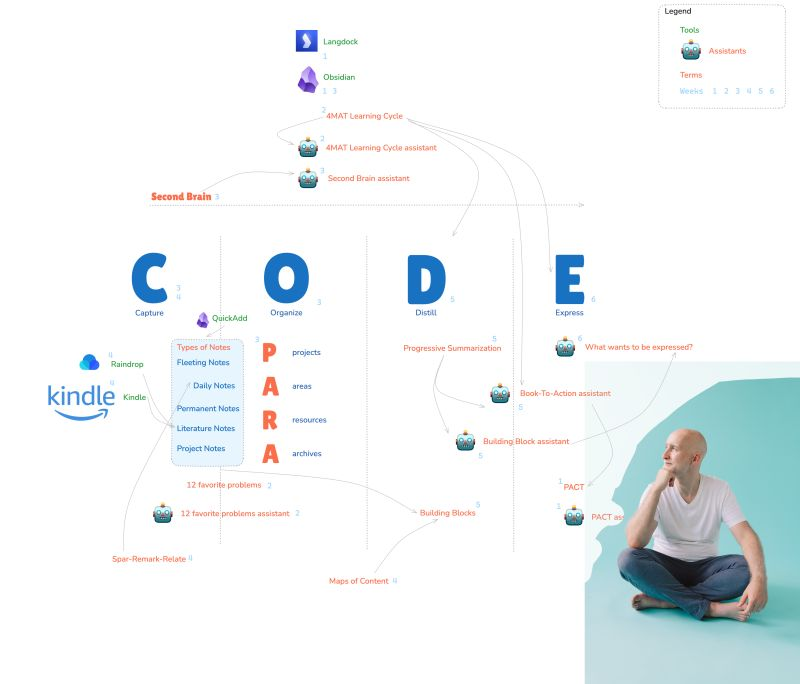 Legend
Tools
Assistants
Terms
Weeks 1 2 3 4 5 6
Langdock
1
Obsidian
1 3
2
4MAT Learning Cycle
2
4MAT Learning Cycle assistant
3
Second Brain assistant
Second Brain 3
C
3
4
Capture
O
3
Organize
D
5
Distill
E
6
Express
QuickAdd
4
Raindrop
4
kindle
Kindle
Types of Notes
Fleeting Notes
Daily Notes
Permanent Notes
Literature Notes
Project Notes
3
P projects
A areas
R resources
A archives
5
Progressive Summarization
6
What wants to be expressed?
Book-To-Action assistant
5
Building Block assistant
5
12 favorite problems 2
12 favorite problems assistant 2
5
Building Blocks
1
PACT
1
PACT as
Spar-Remark-Relate 4
Maps of Content 4